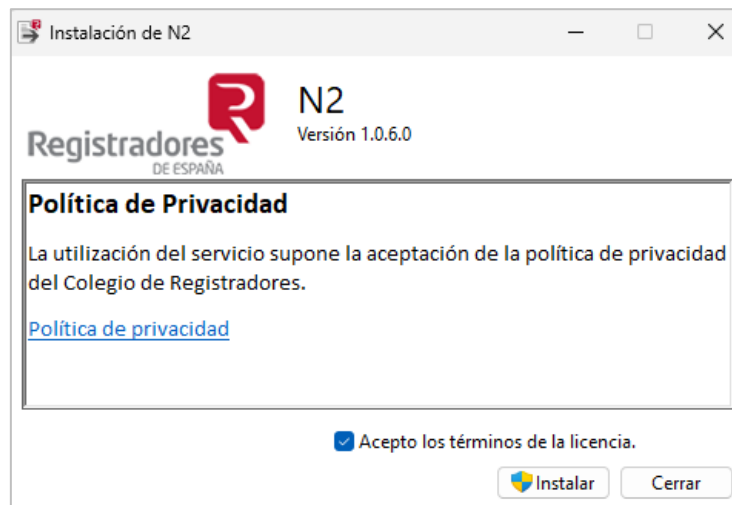 Instalación de N2
N2
Versión 1.0.6.0
Registradores
DE ESPAÑA
Política de Privacidad
La utilización del servicio supone la aceptación de la política de privacidad
del Colegio de Registradores.
Política de privacidad
Acepto los términos de la licencia.
Instalar
Cerrar